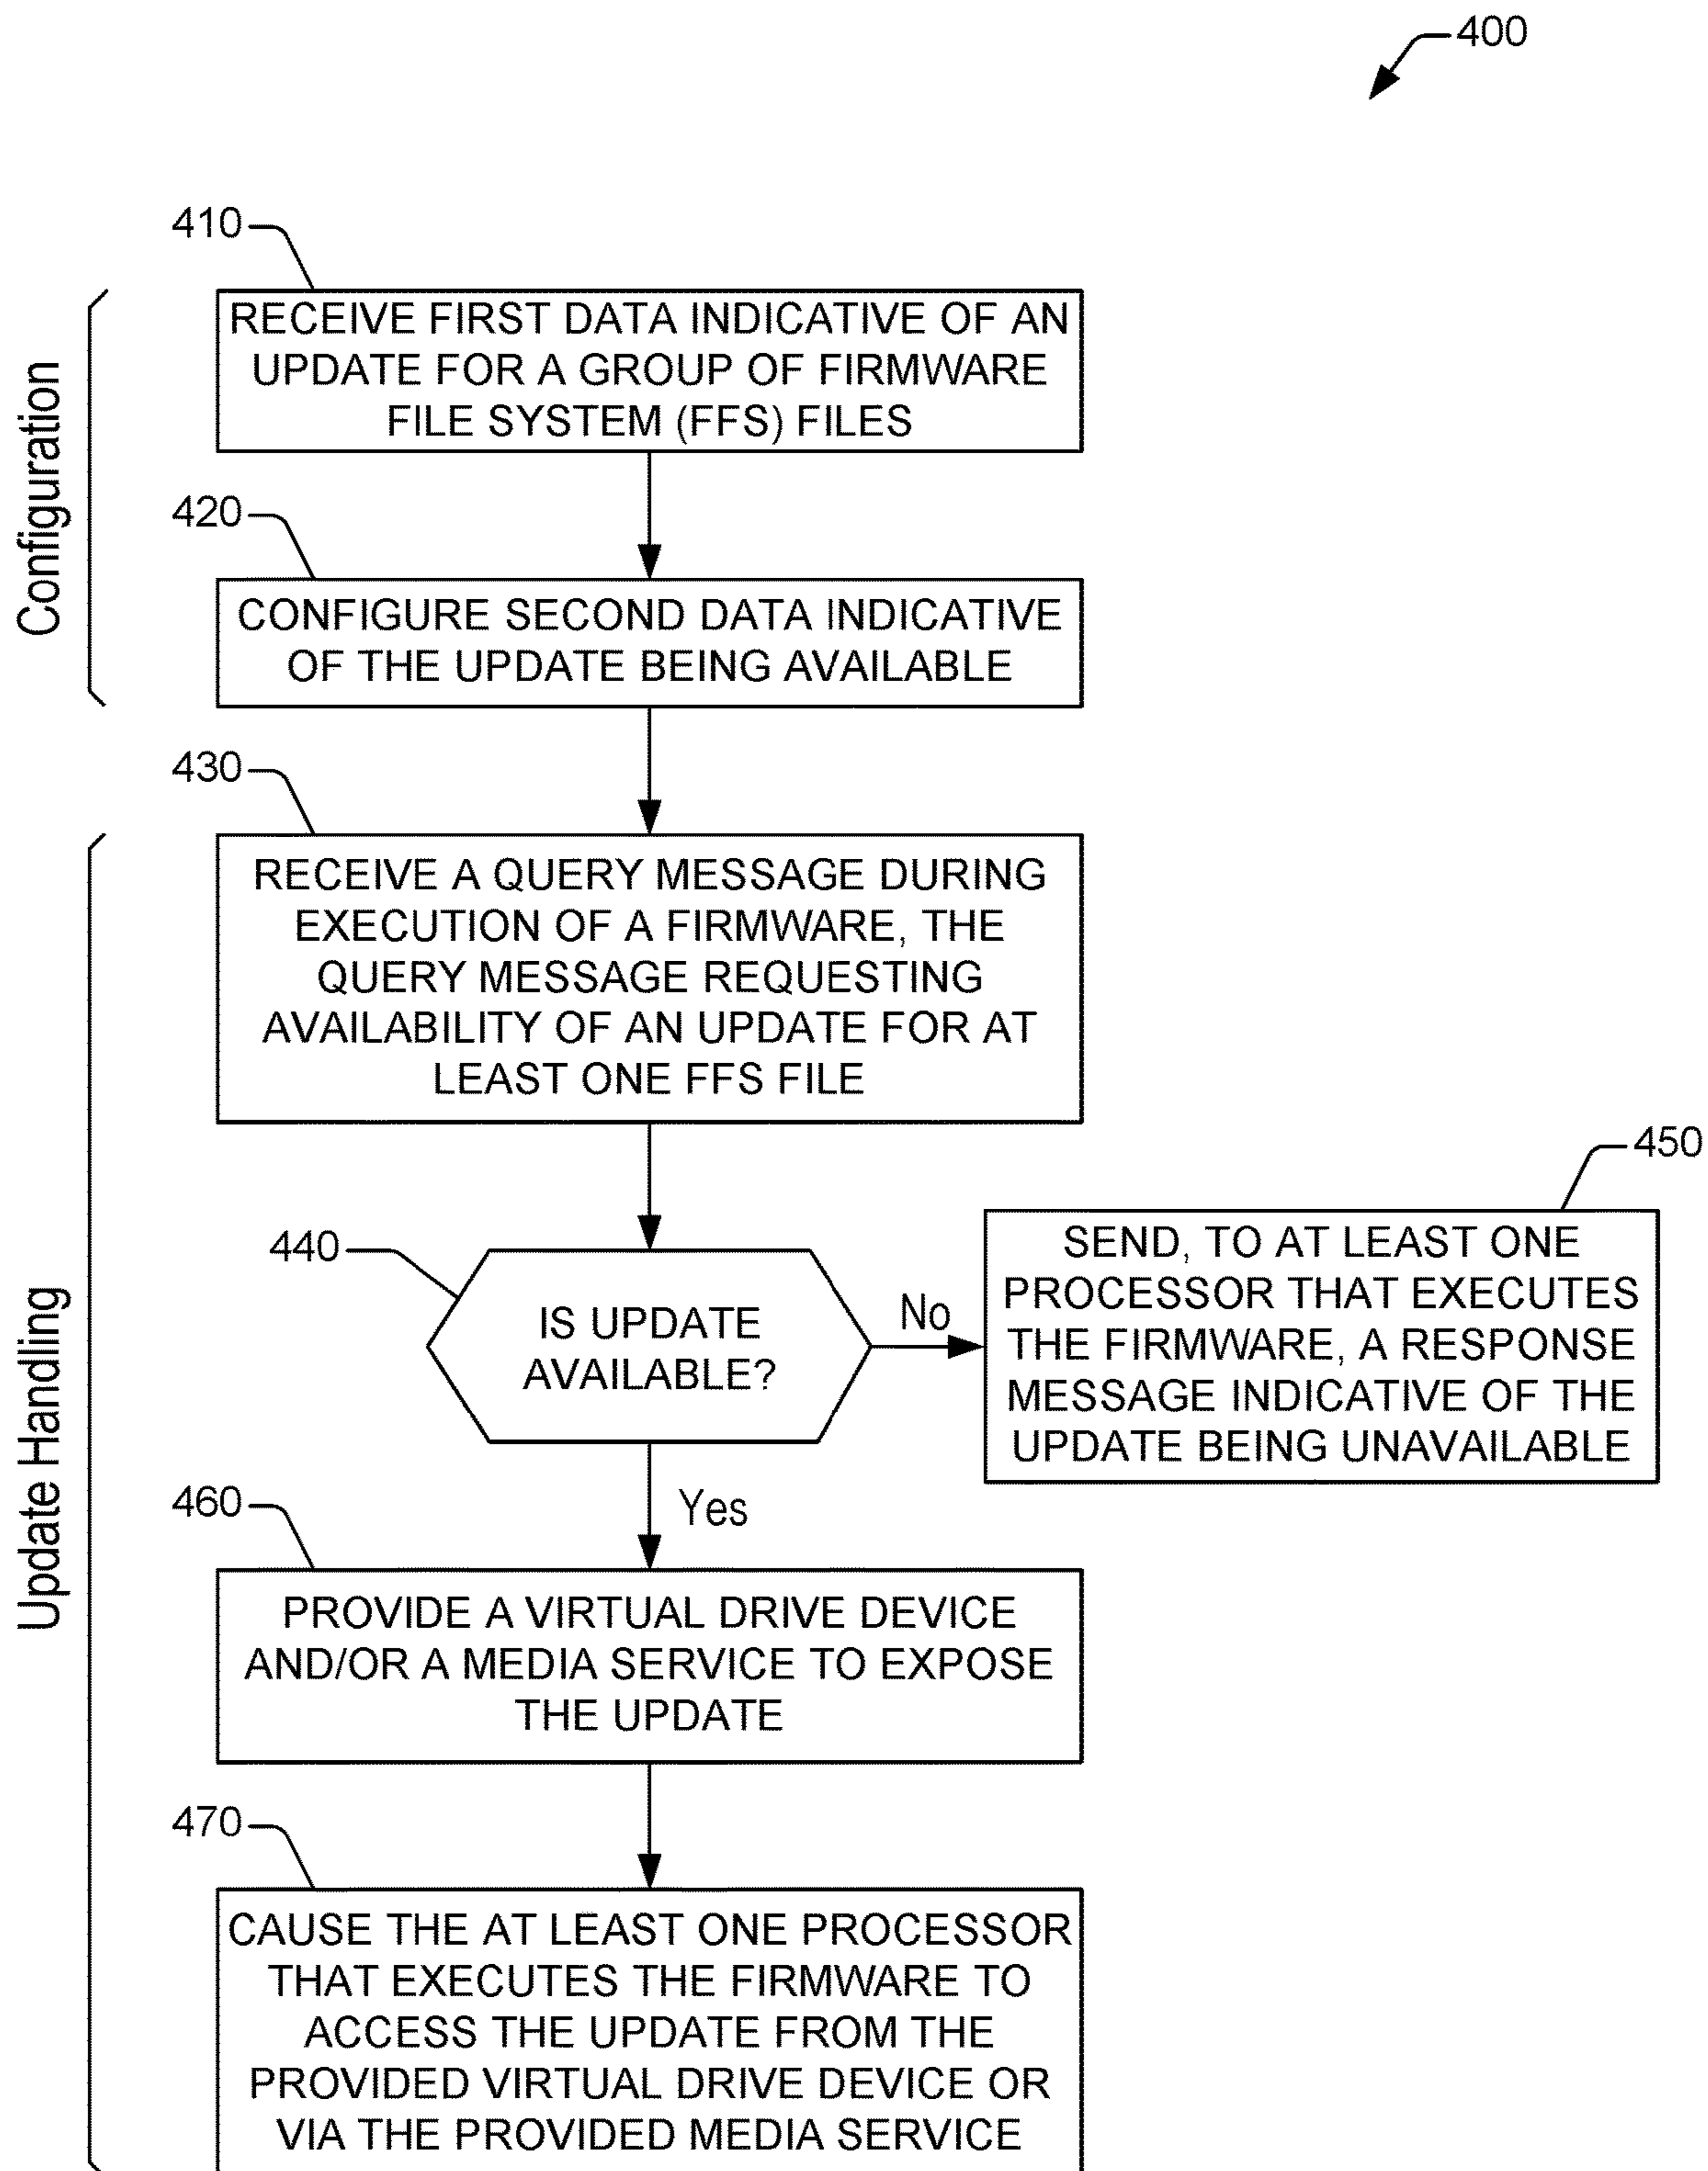 400
Configuration
410
RECEIVE FIRST DATA INDICATIVE OF AN
UPDATE FOR A GROUP OF FIRMWARE
FILE SYSTEM (FFS) FILES
420
CONFIGURE SECOND DATA INDICATIVE
OF THE UPDATE BEING AVAILABLE
Update Handling
430
RECEIVE A QUERY MESSAGE DURING
EXECUTION OF A FIRMWARE, THE
QUERY MESSAGE REQUESTING
AVAILABILITY OF AN UPDATE FOR AT
LEAST ONE FFS FILE
440
IS UPDATE
AVAILABLE?
No
450
SEND, TO AT LEAST ONE
PROCESSOR THAT EXECUTES
THE FIRMWARE, A RESPONSE
MESSAGE INDICATIVE OF THE
UPDATE BEING UNAVAILABLE
Yes
460
PROVIDE A VIRTUAL DRIVE DEVICE
AND/OR A MEDIA SERVICE TO EXPOSE
THE UPDATE
470
CAUSE THE AT LEAST ONE PROCESSOR
THAT EXECUTES THE FIRMWARE TO
ACCESS THE UPDATE FROM THE
PROVIDED VIRTUAL DRIVE DEVICE OR
VIA THE PROVIDED MEDIA SERVICE